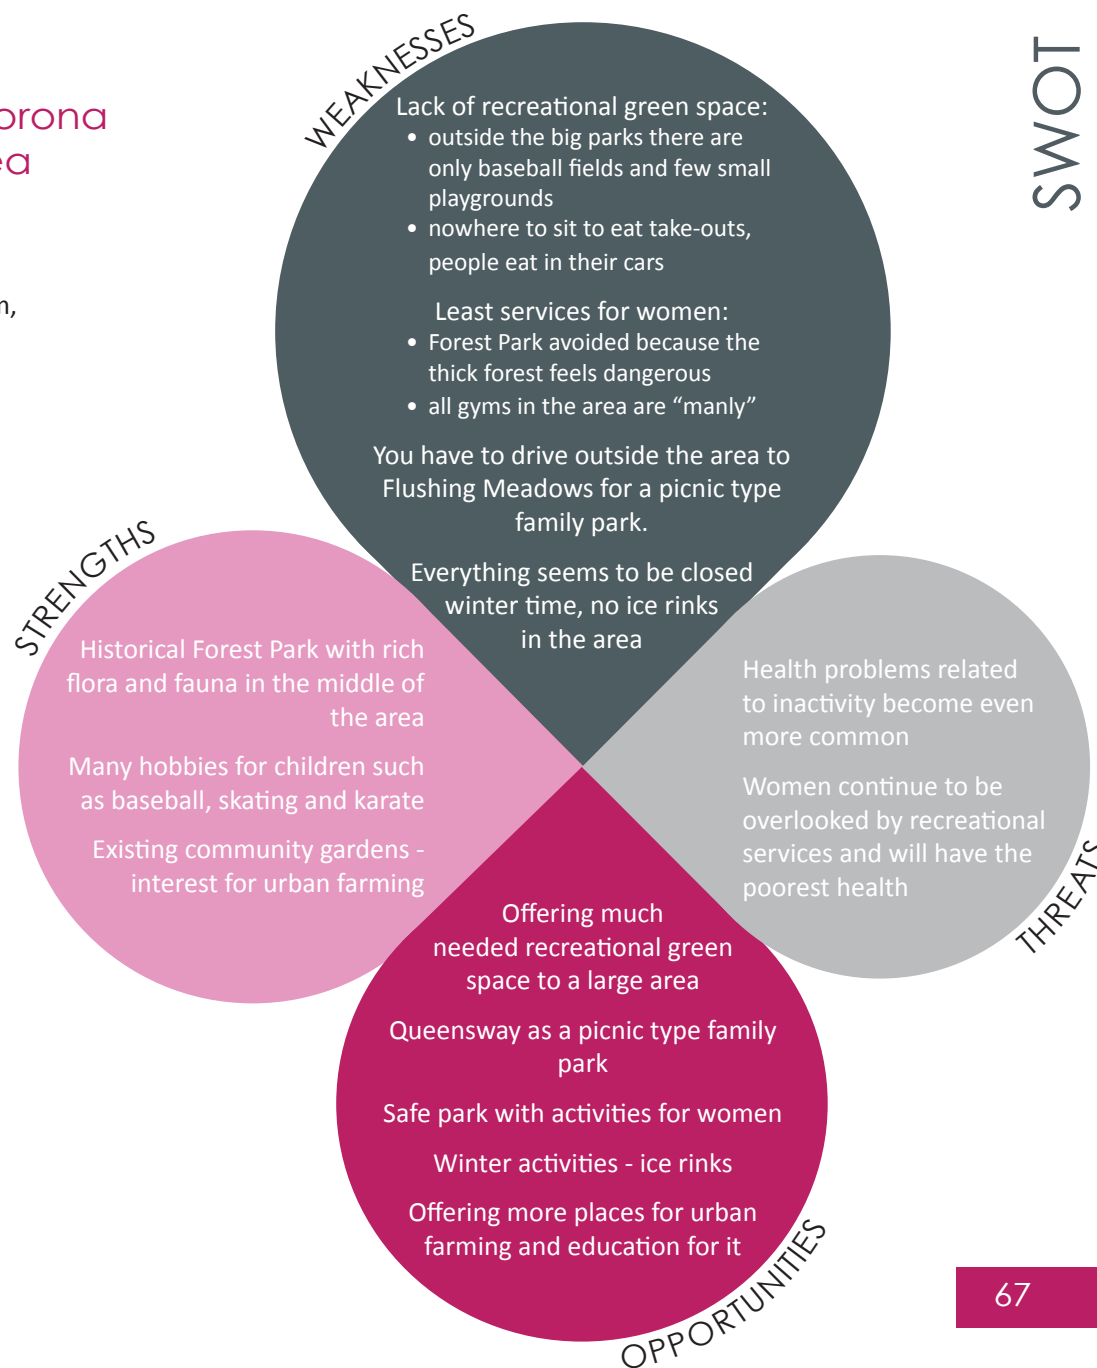 SWOT
WEAKNESSES
Lack of recreational green space:
• outside the big parks there are
only baseball fields and few small
playgrounds
• nowhere to sit to eat take-outs,
people eat in their cars
Least services for women:
• Forest Park avoided because the
thick forest feels dangerous
• all gyms in the area are “manly”
You have to drive outside the area to
Flushing Meadows for a picnic type
family park.
Everything seems to be closed
winter time, no ice rinks
in the area
STRENGTHS
Historical Forest Park with rich
flora and fauna in the middle of
the area
Many hobbies for children such
as baseball, skating and karate
Existing community gardens -
interest for urban farming
Health problems related
to inactivity become even
more common
Women continue to be
overlooked by recreational
services and will have the
poorest health
THREATS
Offering much
needed recreational green
space to a large area
Queensway as a picnic type family
park
Safe park with activities for women
Winter activities - ice rinks
Offering more places for urban
farming and education for it
OPPORTUNITIES
67